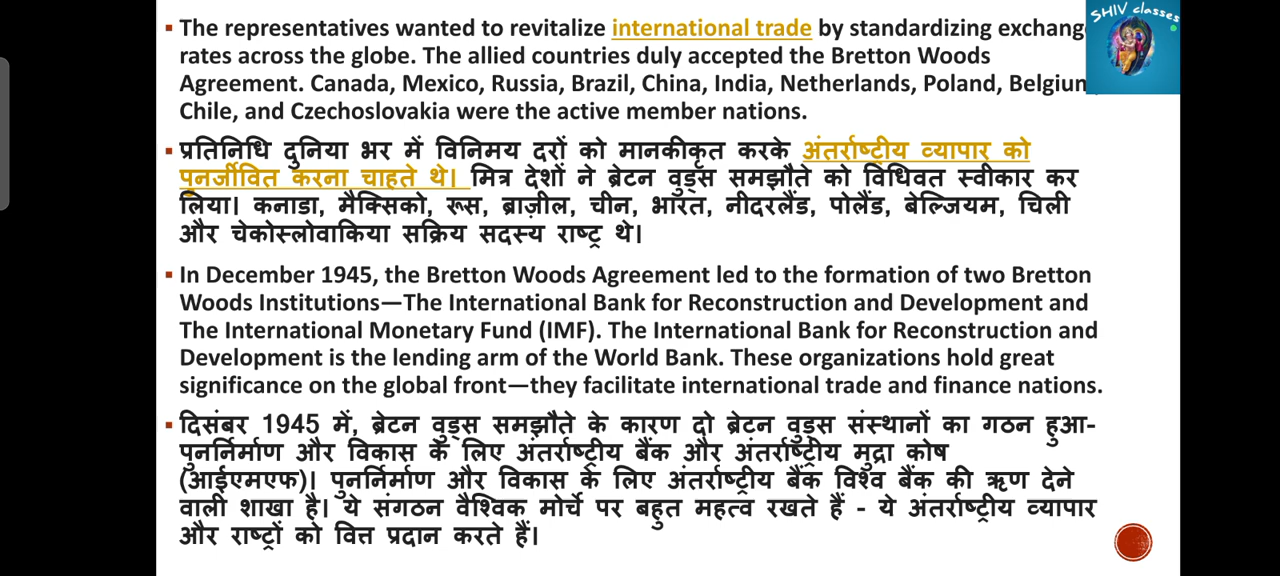 SHIV classes
The representatives wanted to revitalize international trade by standardizing exchang
rates across the globe. The allied countries duly accepted the Bretton Woods
Agreement. Canada, Mexico, Russia, Brazil, China, India, Netherlands, Poland, Belgium,
Chile, and Czechoslovakia were the active member nations.
प्रतिनिधि दुनिया भर में विनिमय दरों को मानकीकृत करके अंतर्राष्ट्रीय व्यापार को
पुनर्जीवित करना चाहते थे। मित्र देशों ने ब्रेटन वुड्स समझौते को विधिवत स्वीकार कर
लिया। कनाडा, मैक्सिको, रूस, ब्राज़ील, चीन, भारत, नीदरलैंड, पोलैंड, बेल्जियम, चिली
और चेकोस्लोवाकिया सक्रिय सदस्य राष्ट्र थे।
In December 1945, the Bretton Woods Agreement led to the formation of two Bretton
Woods Institutions—The International Bank for Reconstruction and Development and
The International Monetary Fund (IMF). The International Bank for Reconstruction and
Development is the lending arm of the World Bank. These organizations hold great
significance on the global front—they facilitate international trade and finance nations.
दिसंबर 1945 में, ब्रेटन वुड्स समझौते के कारण दो ब्रेटन वुड्स संस्थानों का गठन हुआ-
पुनर्निर्माण और विकास के लिए अंतर्राष्ट्रीय बैंक और अंतर्राष्ट्रीय मुद्रा कोष
(आईएमएफ)। पुनर्निर्माण और विकास के लिए अंतर्राष्ट्रीय बैंक विश्व बैंक की ऋण देने
वाली शाखा है। ये संगठन वैश्विक मोर्चे पर बहुत महत्व रखते हैं - ये अंतर्राष्ट्रीय व्यापार
और राष्ट्रों को वित्त प्रदान करते हैं।